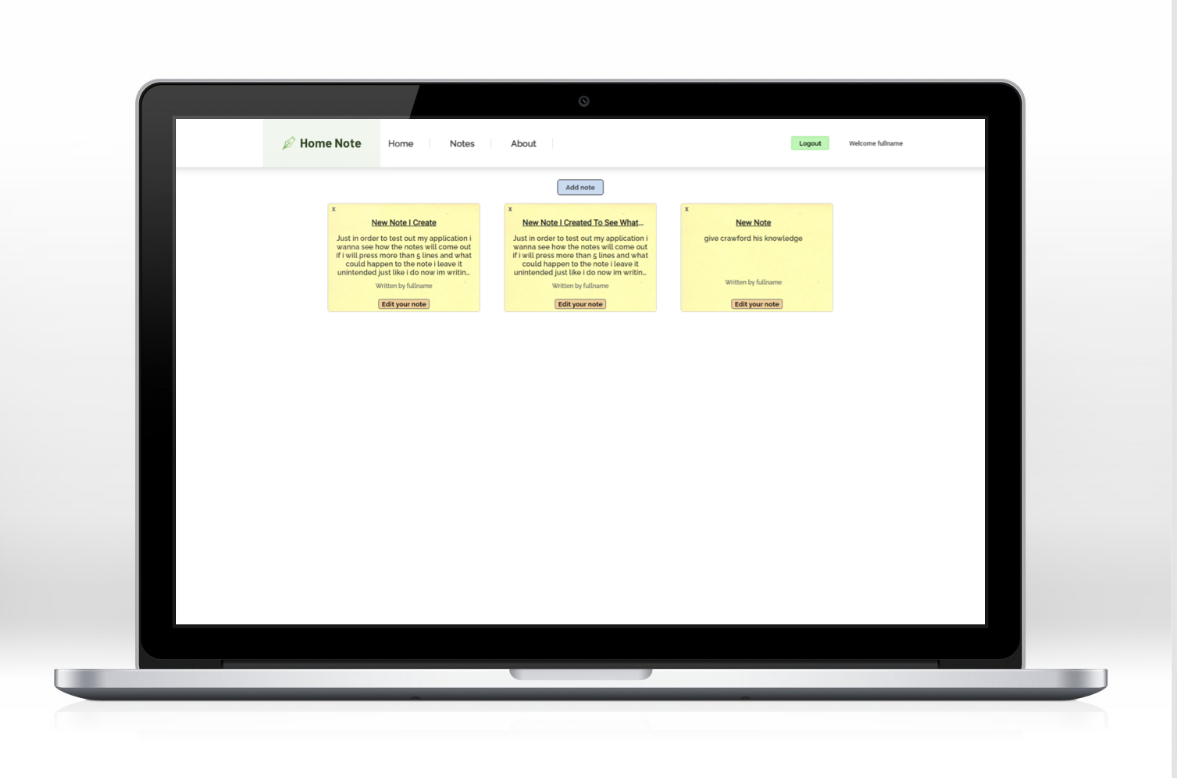 Home Note
Home
Notes
About
Logout
Welcome fullname
Add note
x
New Note I Create
Just in order to test out my application i
wanna see how the notes will come out
if i will press more than 5 lines and what
could happen to the note i leave it
unintended just like i do now im writin...
Written by fullname
Edit your note
x
New Note I Created To See What...
Just in order to test out my application i
wanna see how the notes will come out
if i will press more than 5 lines and what
could happen to the note i leave it
unintended just like i do now im writin...
Written by fullname
Edit your note
x
New Note
give crawford his knowledge
Written by fullname
Edit your note